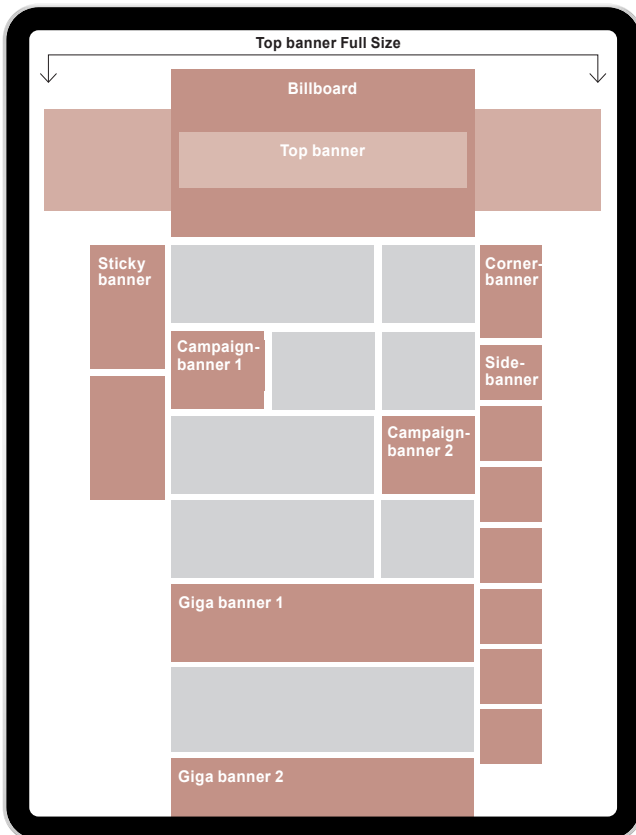 Top banner Full Size
Billboard
Top banner
Sticky
banner
Corner-
banner
Campaign-
banner 1
Side-
banner
Campaign-
banner 2
Giga banner 1
Giga banner 2